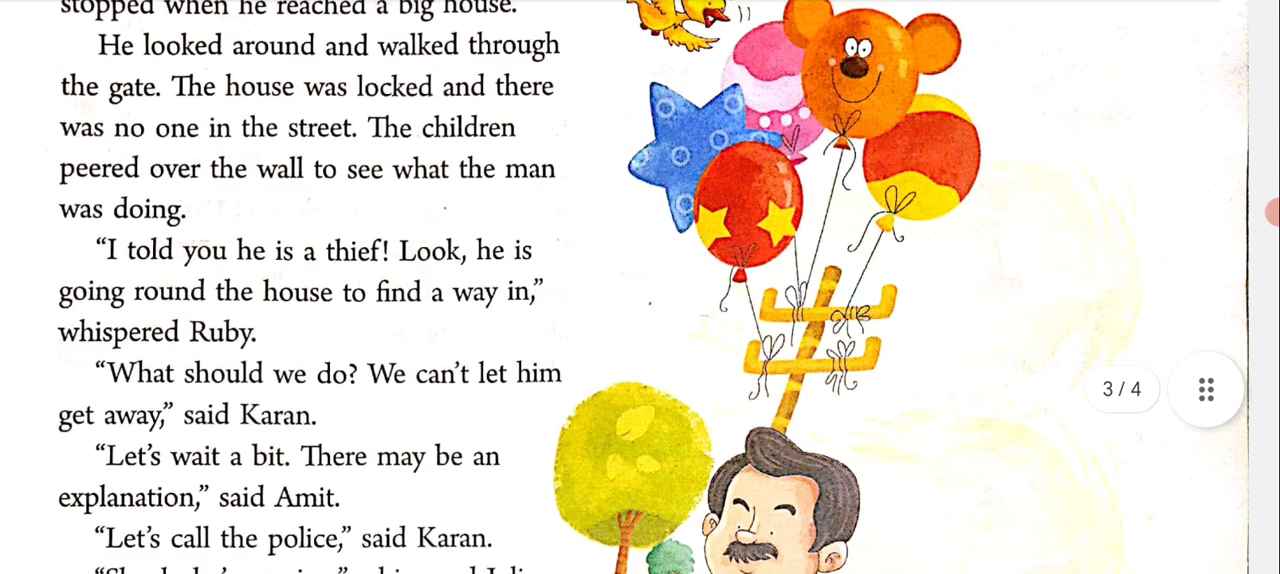 stopped when he reached a big house.
He looked around and walked through
the gate. The house was locked and there
was no one in the street. The children
peered over the wall to see what the man
was doing.
“I told you he is a thief! Look, he is
going round the house to find a way in,”
whispered Ruby.
“What should we do? We can’t let him
get away,” said Karan.
“Let’s wait a bit. There may be an
explanation,” said Amit.
“Let’s call the police,” said Karan.
3 / 4